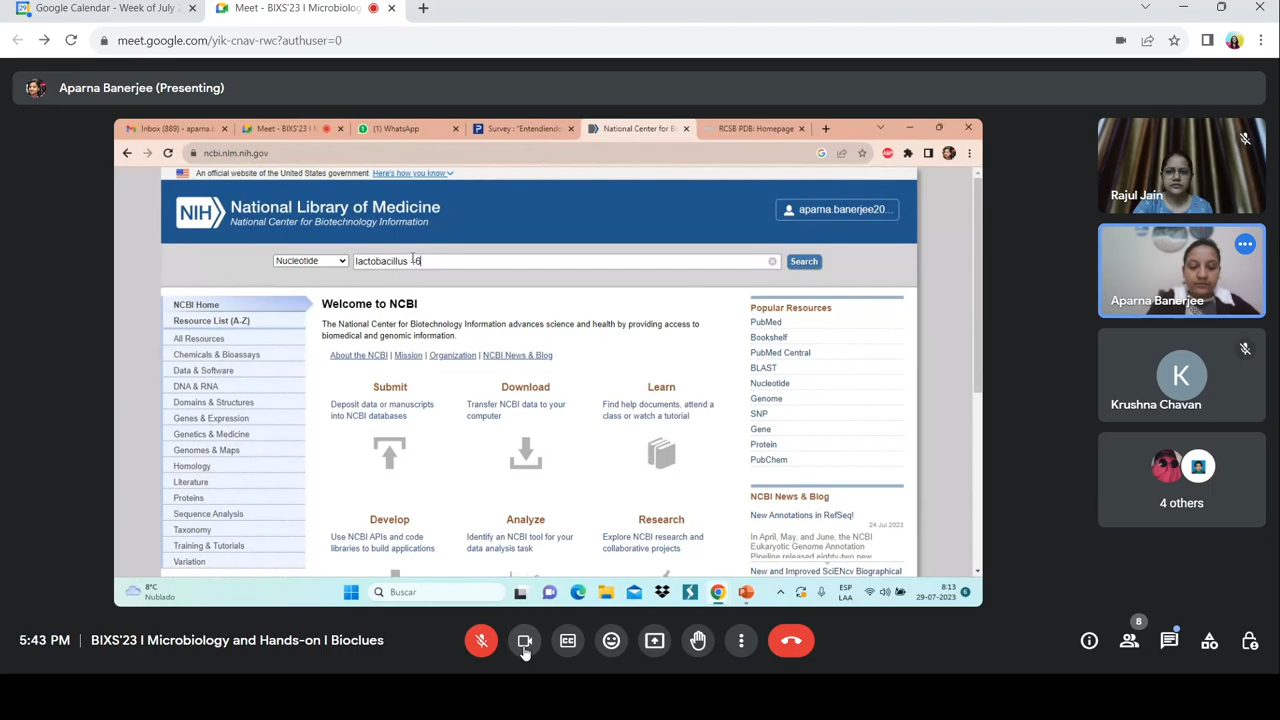 Google Calendar - Week of July 2
Meet - BIXS'23 I Microbiolog
meet.google.com/yik-cnav-rwc?authuser=0
Aparna Banerjee (Presenting)
Inbox (889) - aparna.b
Meet - BIXS'23 I M
(1) WhatsApp
Survey : "Entendiendo
National Center for B
RCSB PDB: Homepage
ncbi.nlm.nih.gov
ABP
An official website of the United States government Here's how you know
NIH National Library of Medicine
National Center for Biotechnology Information
aparna.banerjee20...
Nucleotide
lactobacillus
Search
NCBI Home
Resource List (A-Z)
All Resources
Chemicals & Bioassays
Data & Software
DNA & RNA
Domains & Structures
Genes & Expression
Genetics & Medicine
Genomes & Maps
Homology
Literature
Proteins
Sequence Analysis
Taxonomy
Training & Tutorials
Variation
Welcome to NCBI
The National Center for Biotechnology Information advances science and health by providing access to
biomedical and genomic information.
About the NCBI | Mission | Organization | NCBI News & Blog
Submit
Deposit data or manuscripts
into NCBI databases
Download
Transfer NCBI data to your
computer
Learn
Find help documents, attend a
class or watch a tutorial
Develop
Use NCBI APIs and code
libraries to build applications
Analyze
Identify an NCBI tool for your
data analysis task
Research
Explore NCBI research and
collaborative projects
Popular Resources
PubMed
Bookshelf
PubMed Central
BLAST
Nucleotide
Genome
SNP
Gene
Protein
PubChem
NCBI News & Blog
New Annotations in RefSeq!
24 Jul 2023
In April, May, and June, the NCBI
Eukaryotic Genome Annotation
Pipeline released eighty-two new
New and Improved SciENcv Biographical
8°C
Nublado
Buscar
ESP
LAA
8:13
29-07-2023
6
Rajul Jain
Aparna Banerjee
K
Krushna Chavan
4 others
5:43 PM | BIXS'23 I Microbiology and Hands-on I Bioclues
8